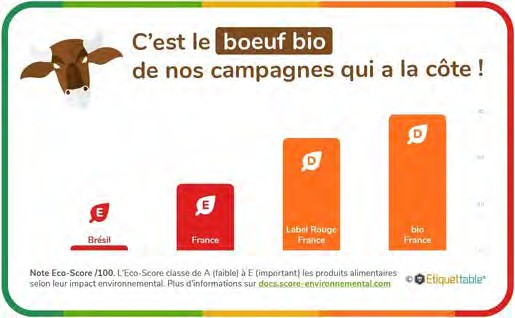 C'est le boeuf bio
de nos campagnes qui a la côte !
D
D
E
E
Label Rouge
France
bio
France
Brésil
France
Note Eco-Score /100. L'Eco-Score classe de A (faible) à E (important) les produits alimentaires
selon leur impact environnemental. Plus d'informations sur docs.score-environnemental.com
© Etiquettable®